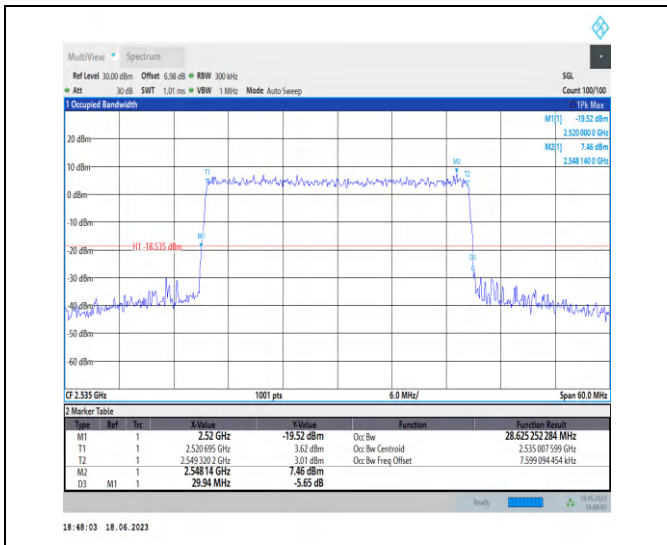 MultiView Spectrum
Ref Level 30.00 dBm Offset 6.98 dB RBW 300 kHz SGL
Att 30 dB SWT 1.01 ms VBW 1 MHz Mode Auto Sweep Count 100/100
1 Occupied Bandwidth 1Pk Max
M1[1] -19.52 dBm
2.520 000 0 GHz
M2[1] 7.46 dBm
2.548 140 0 GHz
20 dBm
10 dBm
M2
T1 T2
0 dBm
-10 dBm
M1
H1 -18.535 dBm
-20 dBm
D3
-30 dBm
-40 dBm
-50 dBm
-60 dBm
CF 2.535 GHz 1001 pts 6.0 MHz/ Span 60.0 MHz
2 Marker Table
Type Ref Trc X-Value Y-Value Function Function Result
M1 1 2.52 GHz -19.52 dBm Occ Bw 28.625 252 284 MHz
T1 1 2.520 695 GHz 3.62 dBm Occ Bw Centroid 2.535 007 599 GHz
T2 1 2.549 320 2 GHz 3.01 dBm Occ Bw Freq Offset 7.599 094 454 kHz
M2 1 2.548 14 GHz 7.46 dBm
D3 M1 1 29.94 MHz -5.65 dB
Ready 18.06.2023
18:48:03
18:48:03 18.06.2023